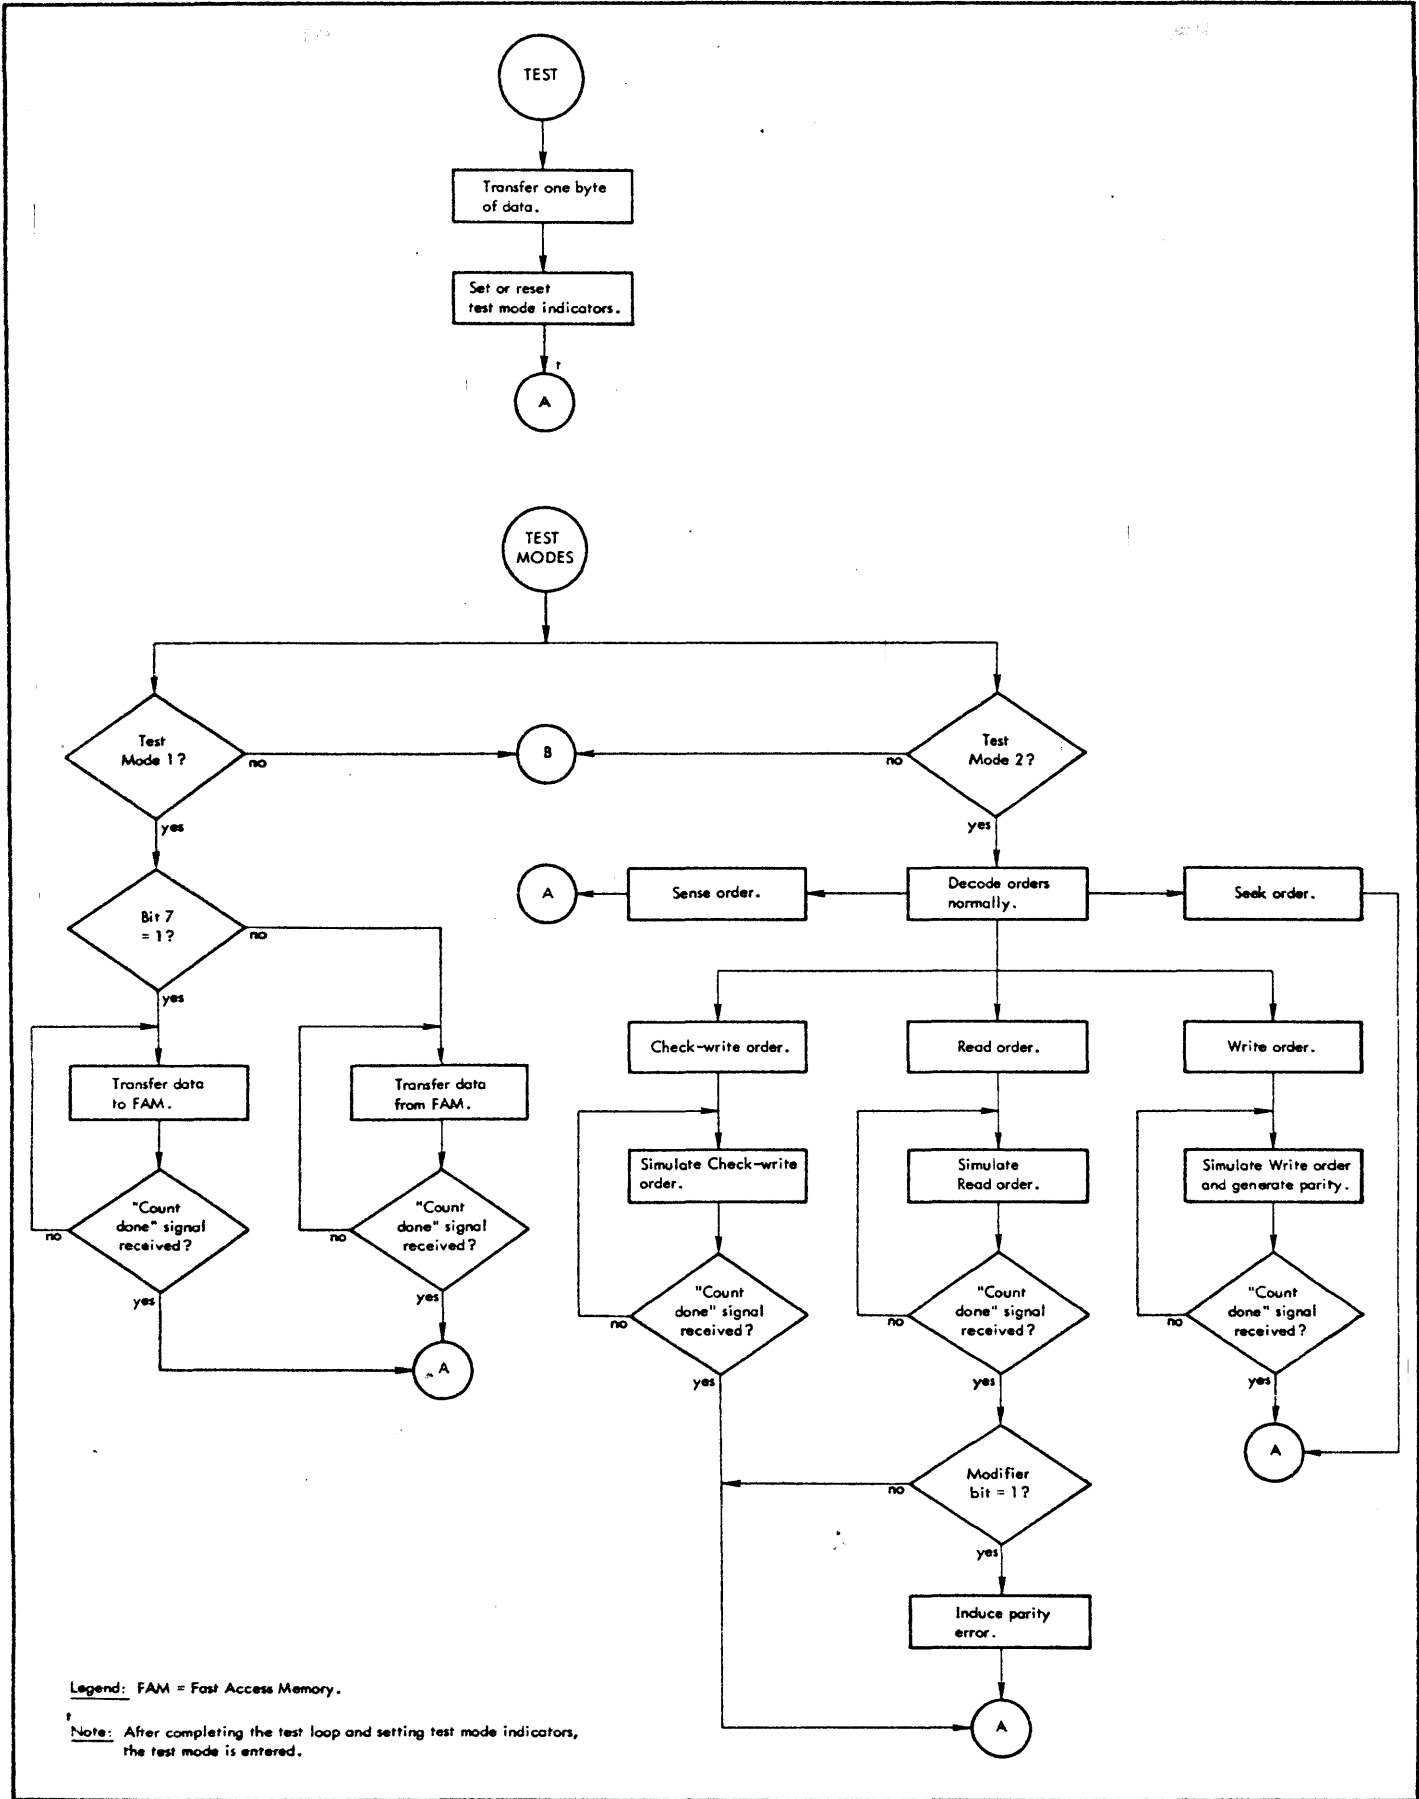 TEST
Transfer one byte
of data.
Set or reset
test mode indicators.
†
A
TEST
MODES
Test
Mode 1?
no
B
no
Test
Mode 2?
yes
yes
Bit 7
= 1?
no
A
Sense order.
Decode orders
normally.
Seek order.
yes
Check-write order.
Read order.
Write order.
Transfer data
to FAM.
Transfer data
from FAM.
Simulate Check-write
order.
Simulate
Read order.
Simulate Write order
and generate parity.
"Count
done" signal
received?
no
yes
"Count
done" signal
received?
no
yes
A
"Count
done" signal
received?
no
yes
"Count
done" signal
received?
no
yes
"Count
done" signal
received?
no
yes
A
Modifier
bit = 1?
no
yes
Induce parity
error.
A
Legend: FAM = Fast Access Memory.
† Note: After completing the test loop and setting test mode indicators,
the test mode is entered.